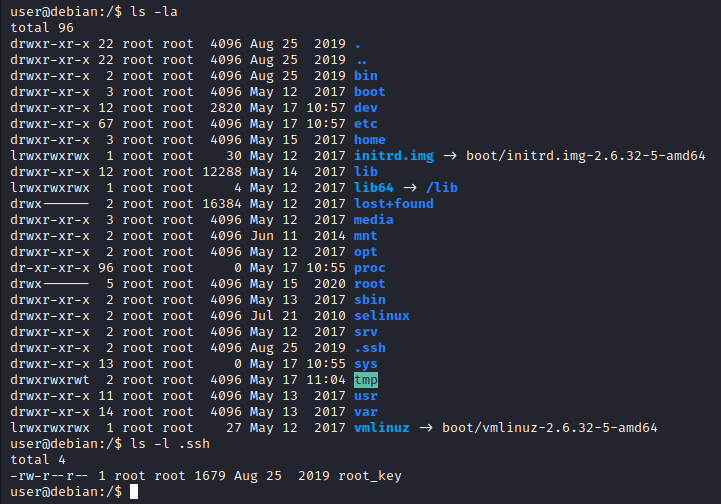 user@debian:/$ ls -la
total 96
drwxr-xr-x 22 root root  4096 Aug 25  2019 .
drwxr-xr-x 22 root root  4096 Aug 25  2019 ..
drwxr-xr-x  2 root root  4096 Aug 25  2019 bin
drwxr-xr-x  3 root root  4096 May 12  2017 boot
drwxr-xr-x 12 root root  2820 May 17 10:57 dev
drwxr-xr-x 67 root root  4096 May 17 10:57 etc
drwxr-xr-x  3 root root  4096 May 15  2017 home
lrwxrwxrwx  1 root root    30 May 12  2017 initrd.img -> boot/initrd.img-2.6.32-5-amd64
drwxr-xr-x 12 root root 12288 May 14  2017 lib
lrwxrwxrwx  1 root root     4 May 12  2017 lib64 -> /lib
drwx------  2 root root 16384 May 12  2017 lost+found
drwxr-xr-x  3 root root  4096 May 12  2017 media
drwxr-xr-x  2 root root  4096 Jun 11  2014 mnt
drwxr-xr-x  2 root root  4096 May 12  2017 opt
dr-xr-xr-x 96 root root     0 May 17 10:55 proc
drwx------  5 root root  4096 May 15  2020 root
drwxr-xr-x  2 root root  4096 May 13  2017 sbin
drwxr-xr-x  2 root root  4096 Jul 21  2010 selinux
drwxr-xr-x  2 root root  4096 May 12  2017 srv
drwxr-xr-x  2 root root  4096 Aug 25  2019 .ssh
drwxr-xr-x 13 root root     0 May 17 10:55 sys
drwxrwxrwt  2 root root  4096 May 17 11:04 tmp
drwxr-xr-x 11 root root  4096 May 13  2017 usr
drwxr-xr-x 14 root root  4096 May 13  2017 var
lrwxrwxrwx  1 root root    27 May 12  2017 vmlinuz -> boot/vmlinuz-2.6.32-5-amd64
user@debian:/$ ls -l .ssh
total 4
-rw-r--r-- 1 root root 1679 Aug 25  2019 root_key
user@debian:/$